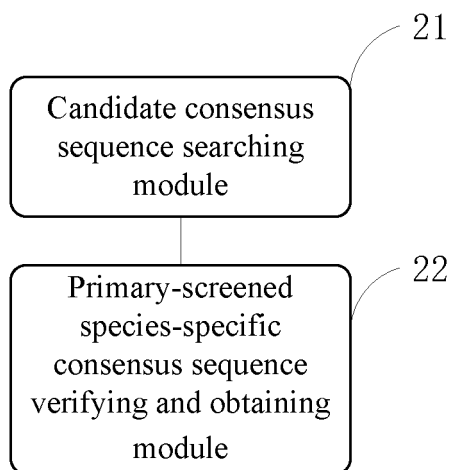 21
Candidate consensus
sequence searching
module
22
Primary-screened
species-specific
consensus sequence
verifying and obtaining
module